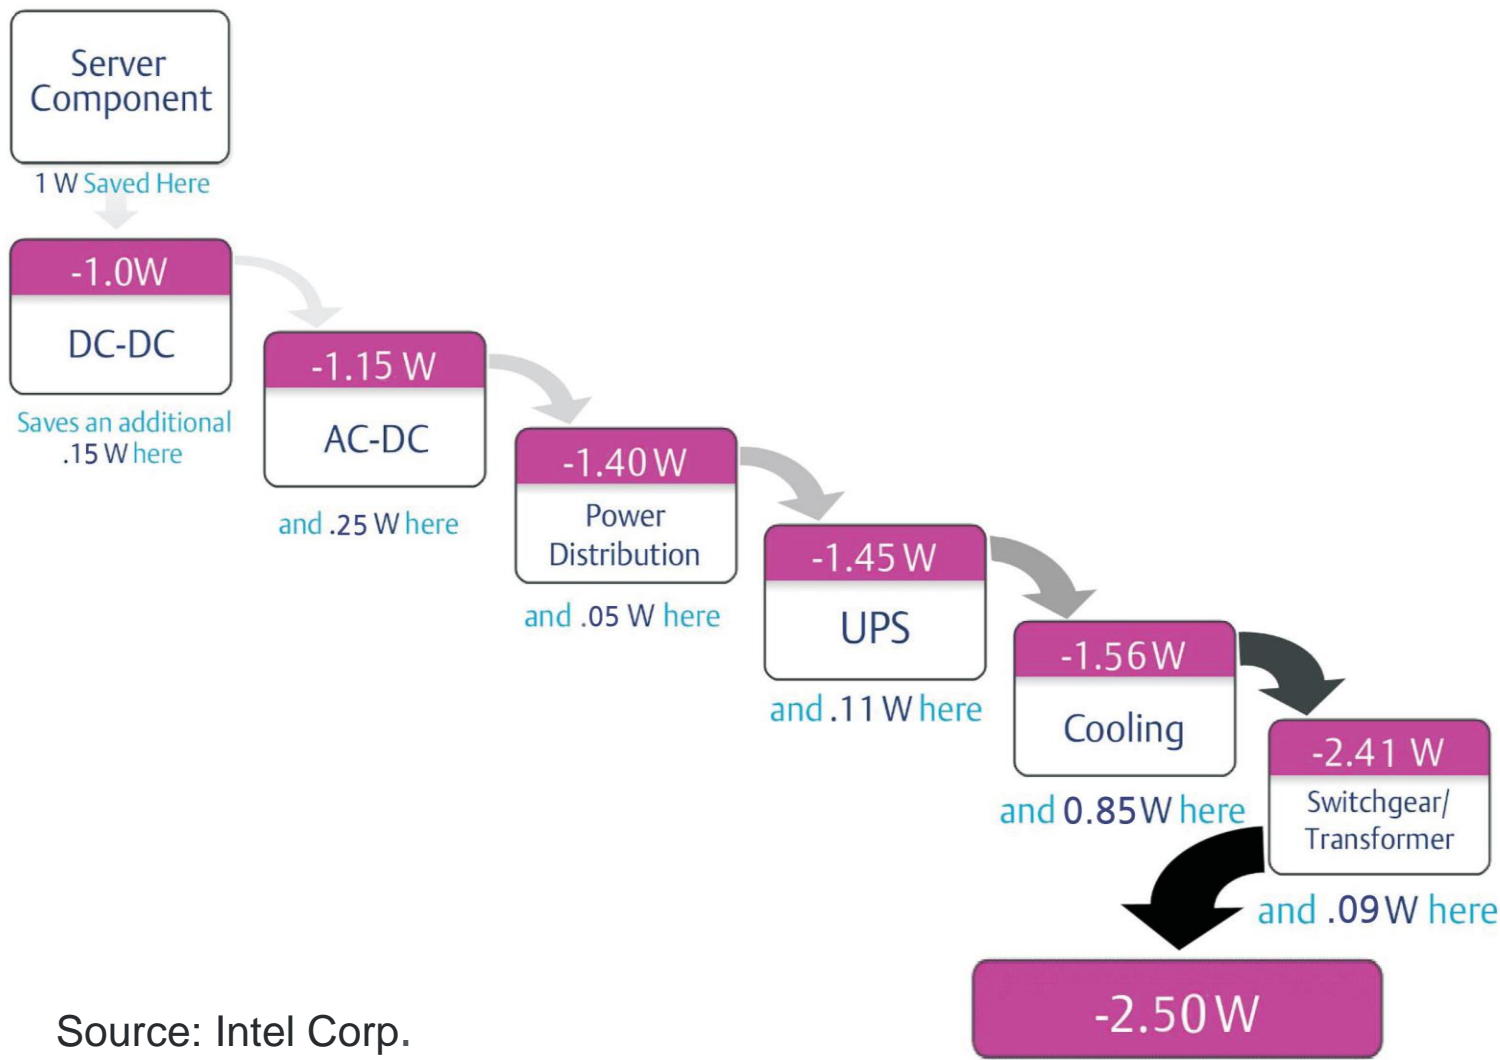 Server
Component
1 W Saved Here
-1.0W
DC-DC
Saves an additional
.15 W here
-1.15 W
AC-DC
and .25 W here
-1.40 W
Power
Distribution
and .05 W here
-1.45 W
UPS
and .11 W here
-1.56 W
Cooling
and 0.85W here
-2.41 W
Switchgear/
Transformer
and .09 W here
-2.50 W
Source: Intel Corp.